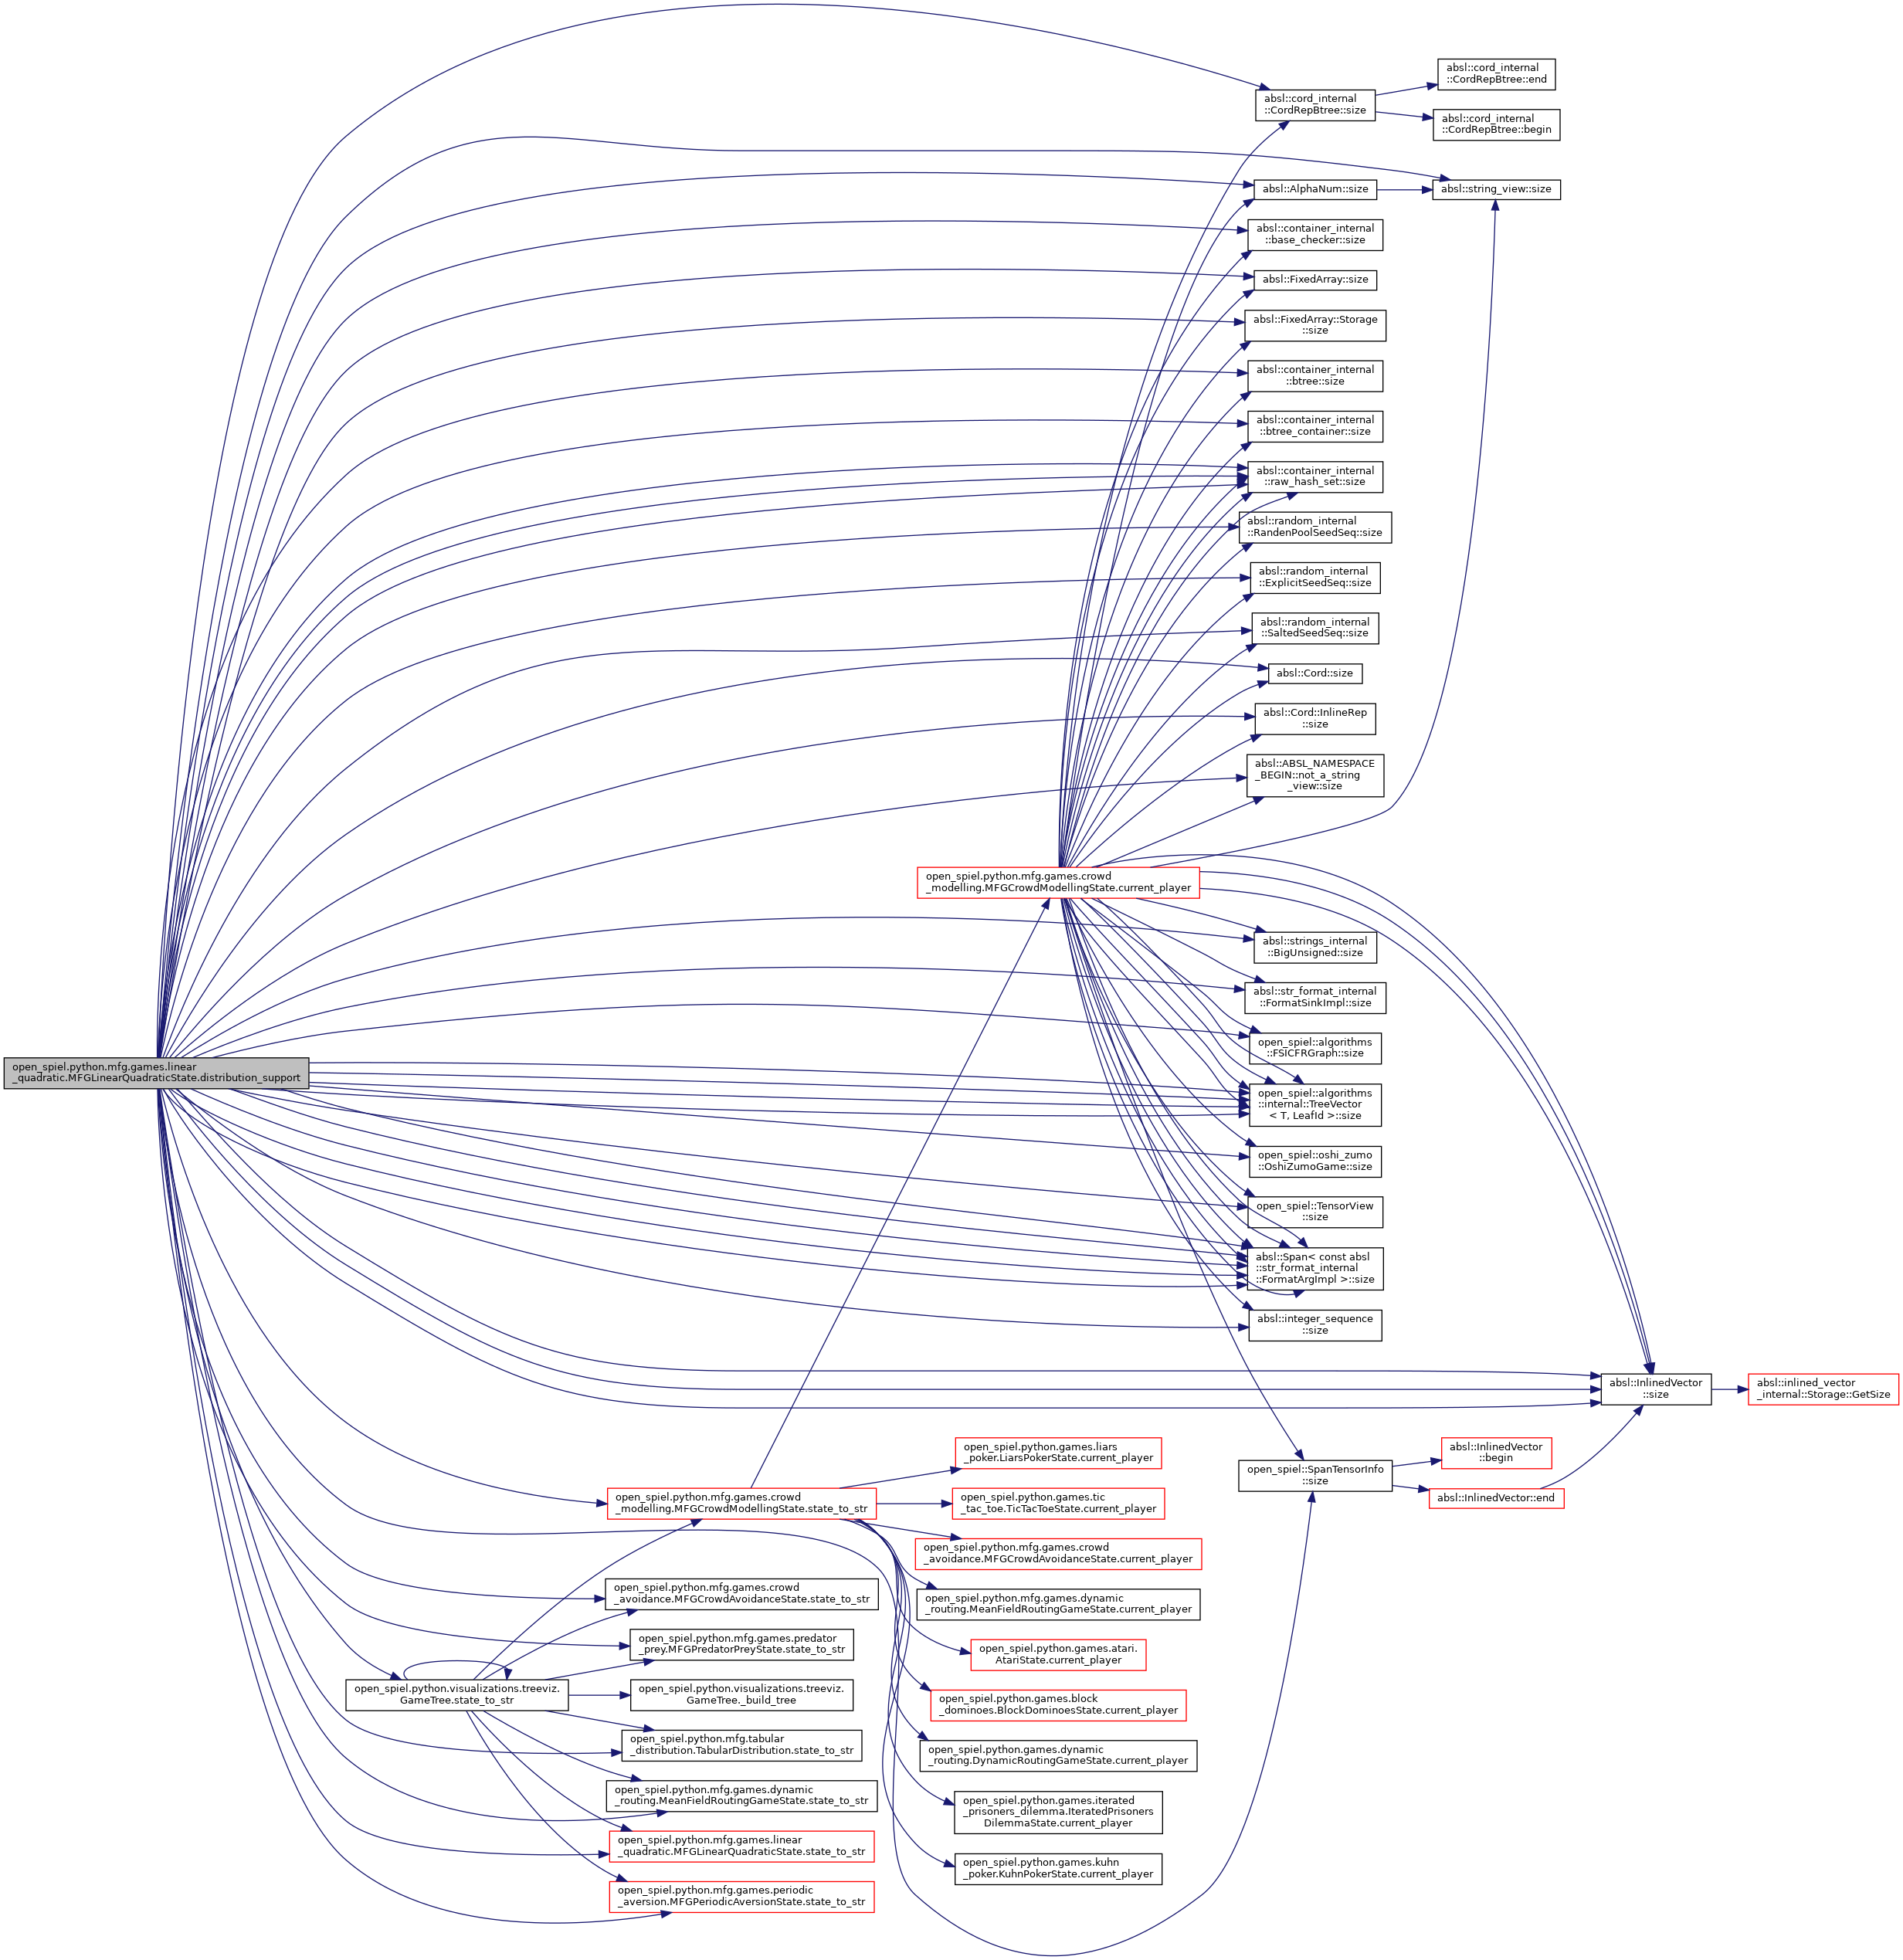 absl::cord_internal
::CordRepBtree::end
absl::cord_internal
::CordRepBtree::size
absl::cord_internal
::CordRepBtree::begin
absl::AlphaNum::size
absl::string_view::size
absl::container_internal
::base_checker::size
absl::FixedArray::size
absl::FixedArray::Storage
::size
absl::container_internal
::btree::size
absl::container_internal
::btree_container::size
absl::container_internal
::raw_hash_set::size
absl::random_internal
::RandenPoolSeedSeq::size
absl::random_internal
::ExplicitSeedSeq::size
absl::random_internal
::SaltedSeedSeq::size
absl::Cord::size
absl::Cord::InlineRep
::size
absl::ABSL_NAMESPACE
_BEGIN::not_a_string
_view::size
open_spiel.python.mfg.games.crowd
_modelling.MFGCrowdModellingState.current_player
absl::strings_internal
::BigUnsigned::size
absl::str_format_internal
::FormatSinkImpl::size
open_spiel::algorithms
::FSICFRGraph::size
open_spiel.python.mfg.games.linear
_quadratic.MFGLinearQuadraticState.distribution_support
open_spiel::algorithms
::internal::TreeVector
< T, LeafId >::size
open_spiel::oshi_zumo
::OshiZumoGame::size
open_spiel::TensorView
::size
absl::Span< const absl
::str_format_internal
::FormatArgImpl >::size
absl::integer_sequence
::size
absl::InlinedVector
::size
absl::inlined_vector
_internal::Storage::GetSize
open_spiel.python.games.liars
_poker.LiarsPokerState.current_player
absl::InlinedVector
::begin
open_spiel::SpanTensorInfo
::size
absl::InlinedVector::end
open_spiel.python.mfg.games.crowd
_modelling.MFGCrowdModellingState.state_to_str
open_spiel.python.games.tic
_tac_toe.TicTacToeState.current_player
open_spiel.python.mfg.games.crowd
_avoidance.MFGCrowdAvoidanceState.current_player
open_spiel.python.mfg.games.crowd
_avoidance.MFGCrowdAvoidanceState.state_to_str
open_spiel.python.mfg.games.dynamic
_routing.MeanFieldRoutingGameState.current_player
open_spiel.python.mfg.games.predator
_prey.MFGPredatorPreyState.state_to_str
open_spiel.python.games.atari.
AtariState.current_player
open_spiel.python.visualizations.treeviz.
GameTree.state_to_str
open_spiel.python.visualizations.treeviz.
GameTree._build_tree
open_spiel.python.games.block
_dominoes.BlockDominoesState.current_player
open_spiel.python.mfg.tabular
_distribution.TabularDistribution.state_to_str
open_spiel.python.games.dynamic
_routing.DynamicRoutingGameState.current_player
open_spiel.python.mfg.games.dynamic
_routing.MeanFieldRoutingGameState.state_to_str
open_spiel.python.games.iterated
_prisoners_dilemma.IteratedPrisoners
DilemmaState.current_player
open_spiel.python.mfg.games.linear
_quadratic.MFGLinearQuadraticState.state_to_str
open_spiel.python.games.kuhn
_poker.KuhnPokerState.current_player
open_spiel.python.mfg.games.periodic
_aversion.MFGPeriodicAversionState.state_to_str